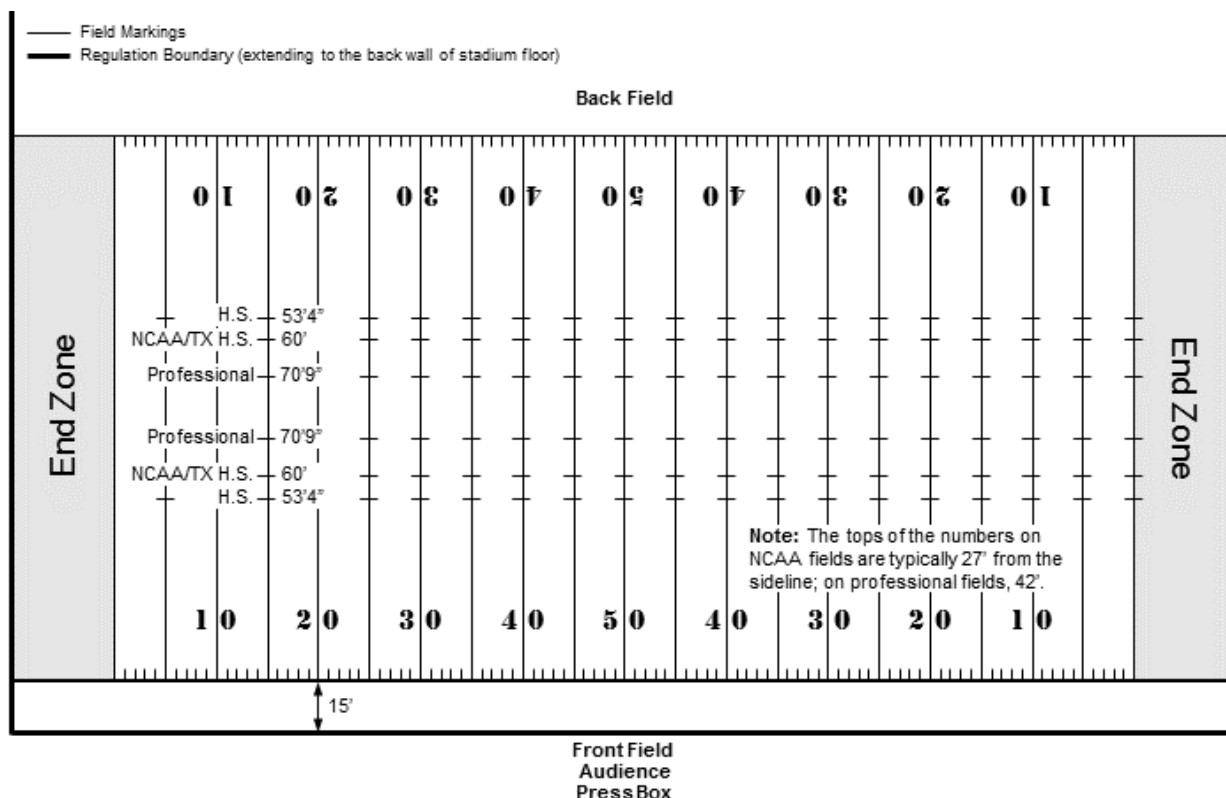 Field Markings
Regulation Boundary (extending to the back wall of stadium floor)
Back Field
10 20 30 40 50 40 30 20 10
H.S. 53'4"
NCAA/TX H.S. 60'
Professional 70'9"
Professional 70'9"
NCAA/TX H.S. 60'
H.S. 53'4"
End Zone
End Zone
Note: The tops of the numbers on
NCAA fields are typically 27' from the
sideline; on professional fields, 42'.
10 20 30 40 50 40 30 20 10
15'
Front Field
Audience
Press Box